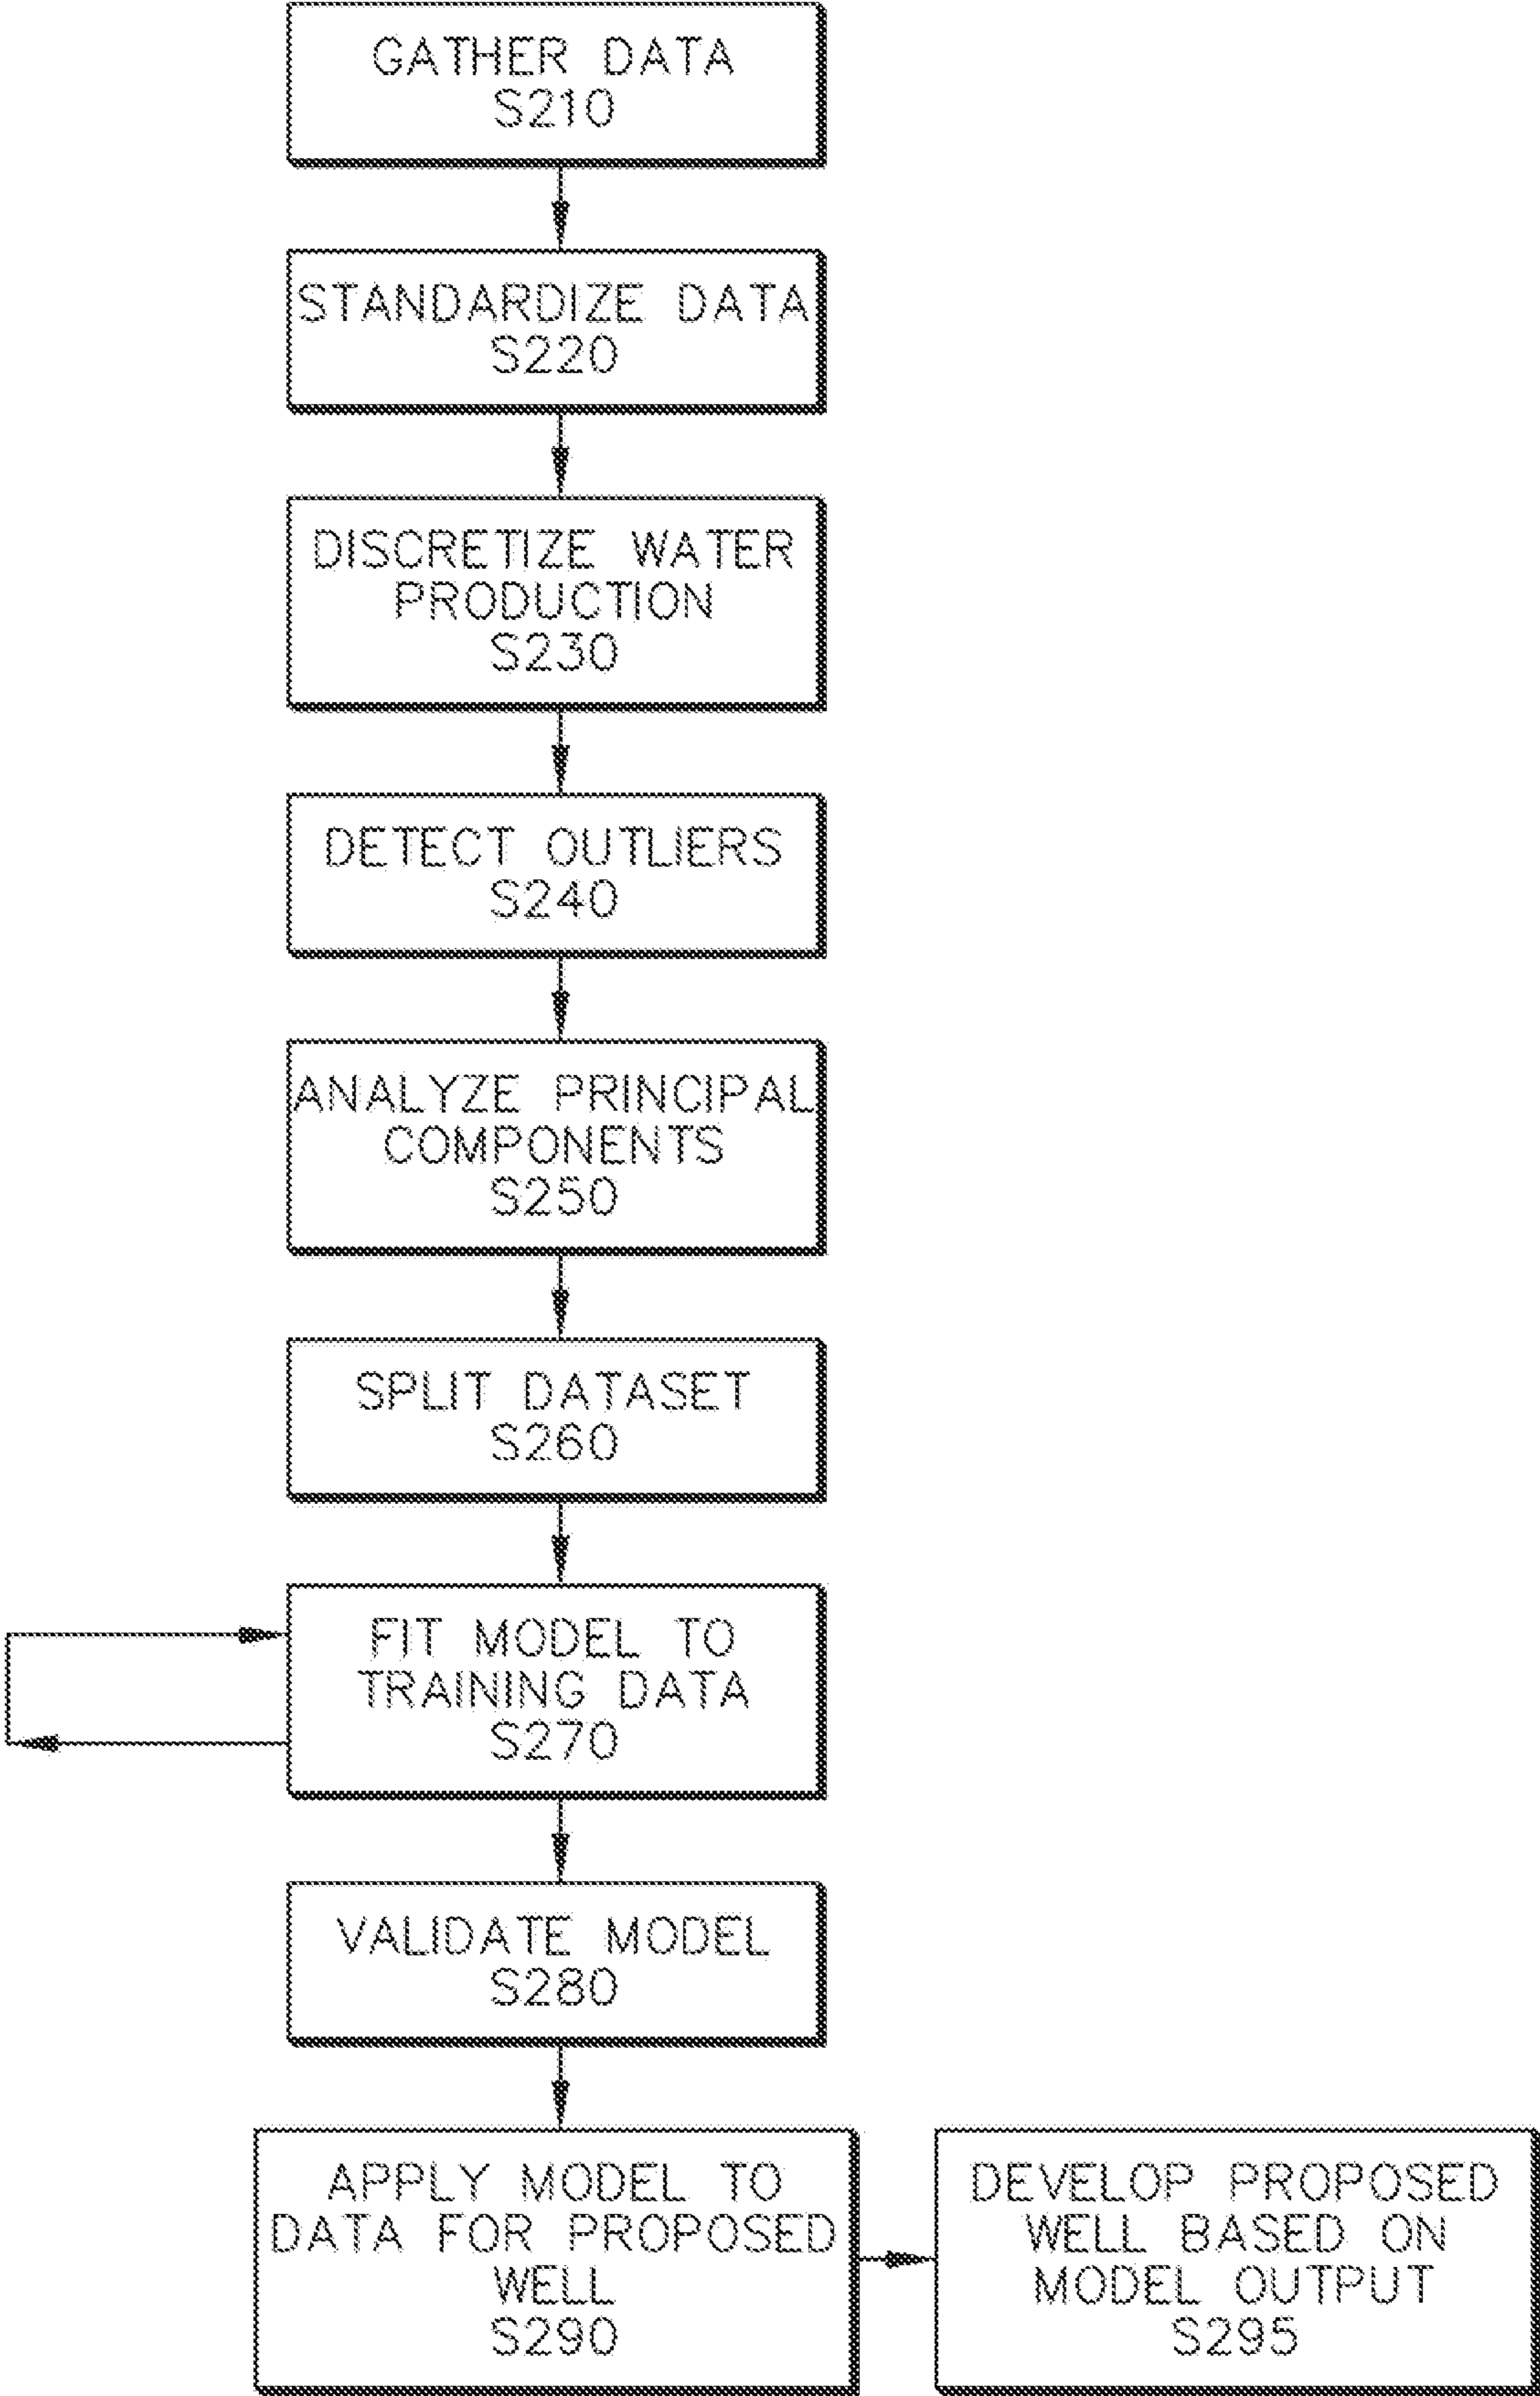 GATHER DATA
S210
STANDARDIZE DATA
S220
DISCRETIZE WATER
PRODUCTION
S230
DETECT OUTLIERS
S240
ANALYZE PRINCIPAL
COMPONENTS
S250
SPLIT DATASET
S260
FIT MODEL TO
TRAINING DATA
S270
VALIDATE MODEL
S280
APPLY MODEL TO
DATA FOR PROPOSED
WELL
S290
DEVELOP PROPOSED
WELL BASED ON
MODEL OUTPUT
S295